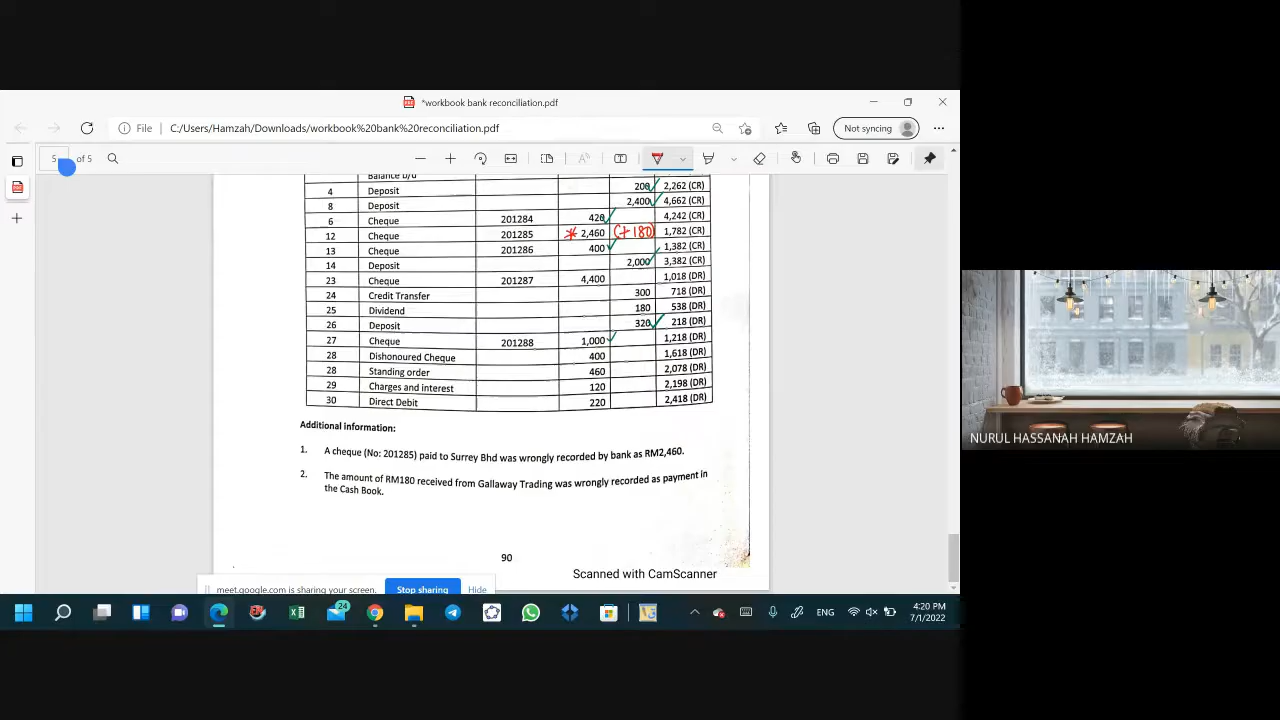 *workbook bank reconciliation.pdf
File C:/Users/Hamzah/Downloads/workbook%20bank%20reconciliation.pdf Not syncing
5 of 5
Balance b/d
4 Deposit 200 2,262 (CR)
8 Deposit 2,400 4,662 (CR)
6 Cheque 201284 420 4,242 (CR)
12 Cheque 201285 * 2,460 (+180) 1,782 (CR)
13 Cheque 201286 400 1,382 (CR)
14 Deposit 2,000 3,382 (CR)
23 Cheque 201287 4,400 1,018 (DR)
24 Credit Transfer 300 718 (DR)
25 Dividend 180 538 (DR)
26 Deposit 320 218 (DR)
27 Cheque 201288 1,000 1,218 (DR)
28 Dishonoured Cheque 400 1,618 (DR)
28 Standing order 460 2,078 (DR)
29 Charges and interest 120 2,198 (DR)
30 Direct Debit 220 2,418 (DR)
Additional information:
1. A cheque (No: 201285) paid to Surrey Bhd was wrongly recorded by bank as RM2,460.
2. The amount of RM180 received from Gallaway Trading was wrongly recorded as payment in
the Cash Book.
90
Scanned with CamScanner
meet.google.com is sharing your screen. Stop sharing Hide
NURUL HASSANAH HAMZAH
24
ENG
4:20 PM
7/1/2022